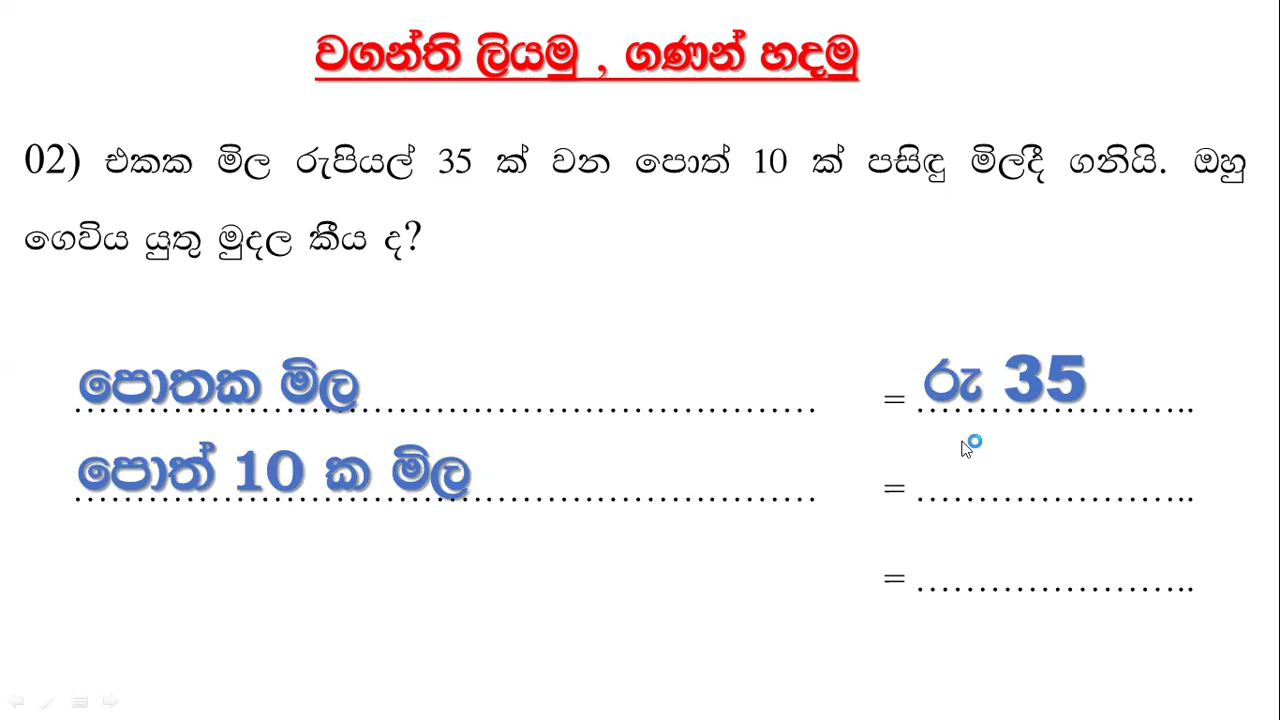 වගන්ති ලියමු , ගණන් හදමු
02) එකක මිල රුපියල් 35 ක් වන පොත් 10 ක් පසිඳු මිලදී ගනියි. ඔහු
ගෙවිය යුතු මුදල කීය ද?
පොතක මිල = රු 35
පොත් 10 ක මිල =
=